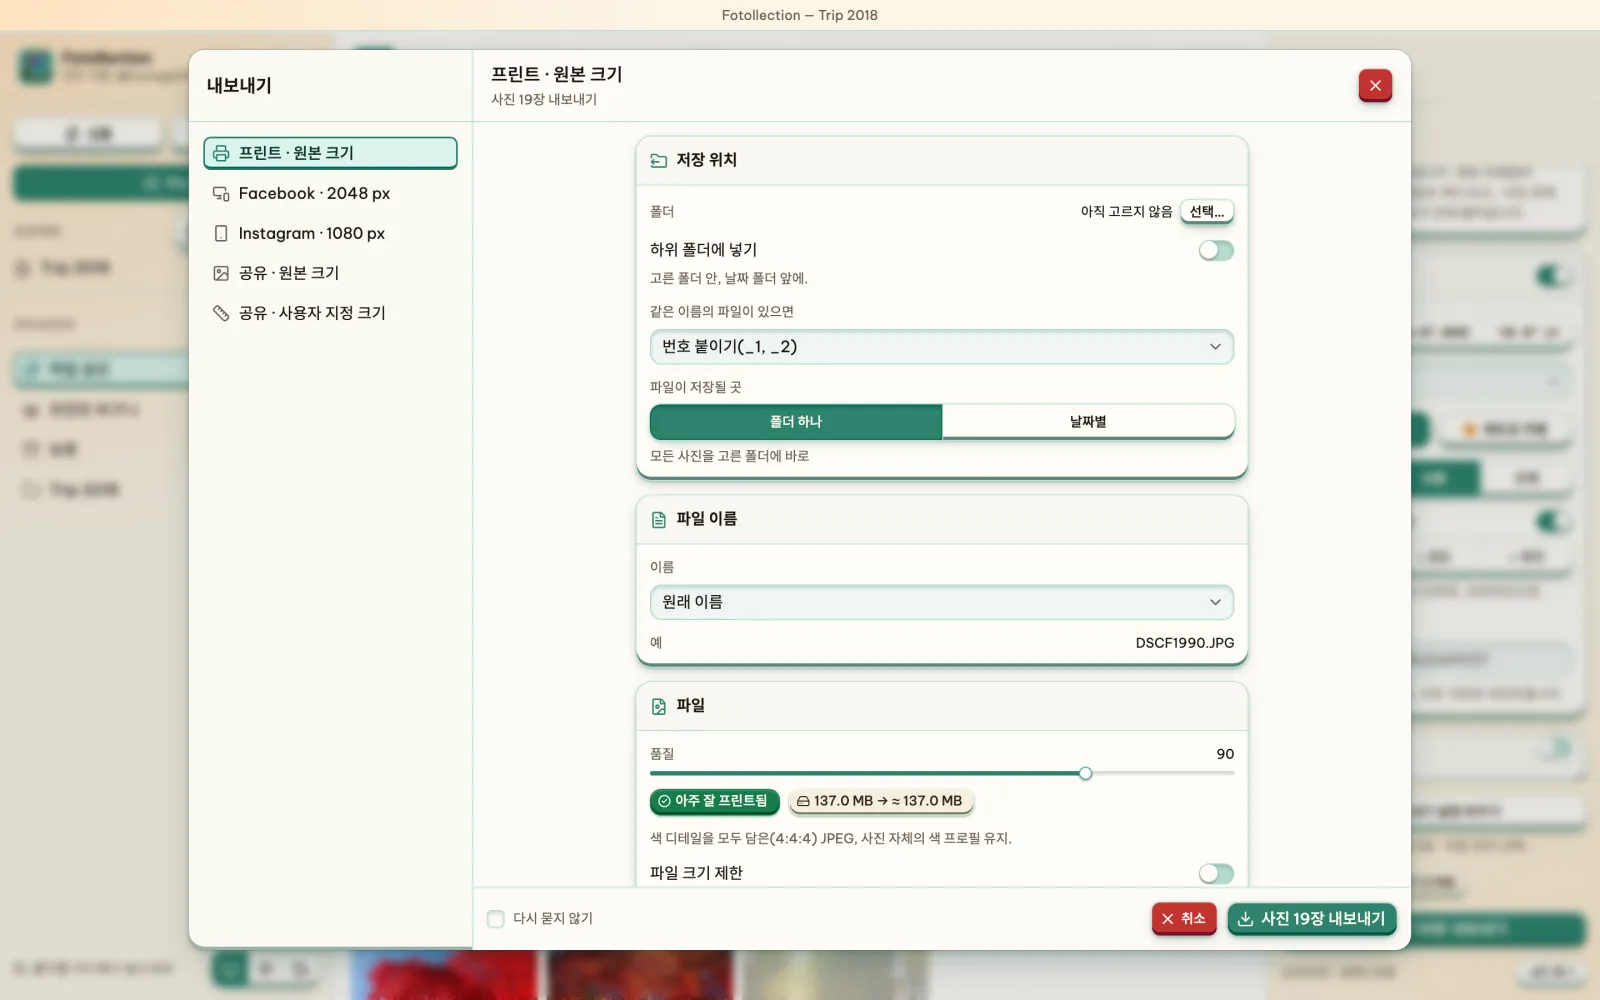 Fotollection — Trip 2018
내보내기
프린트 · 원본 크기
사진 19장 내보내기
프린트 · 원본 크기
Facebook · 2048 px
Instagram · 1080 px
공유 · 원본 크기
공유 · 사용자 지정 크기
저장 위치
폴더
아직 고르지 않음
선택...
하위 폴더에 넣기
고른 폴더 안, 날짜 폴더 앞에.
같은 이름의 파일이 있으면
번호 붙이기(_1, _2)
파일이 저장될 곳
폴더 하나
날짜별
모든 사진을 고른 폴더에 바로
파일 이름
이름
원래 이름
예
DSCF1990.JPG
파일
품질
90
아주 잘 프린트됨
137.0 MB → ≈ 137.0 MB
색 디테일을 모두 담은(4:4:4) JPEG, 사진 자체의 색 프로필 유지.
파일 크기 제한
다시 묻지 않기
취소
사진 19장 내보내기
Trip 2018
Trip 2018